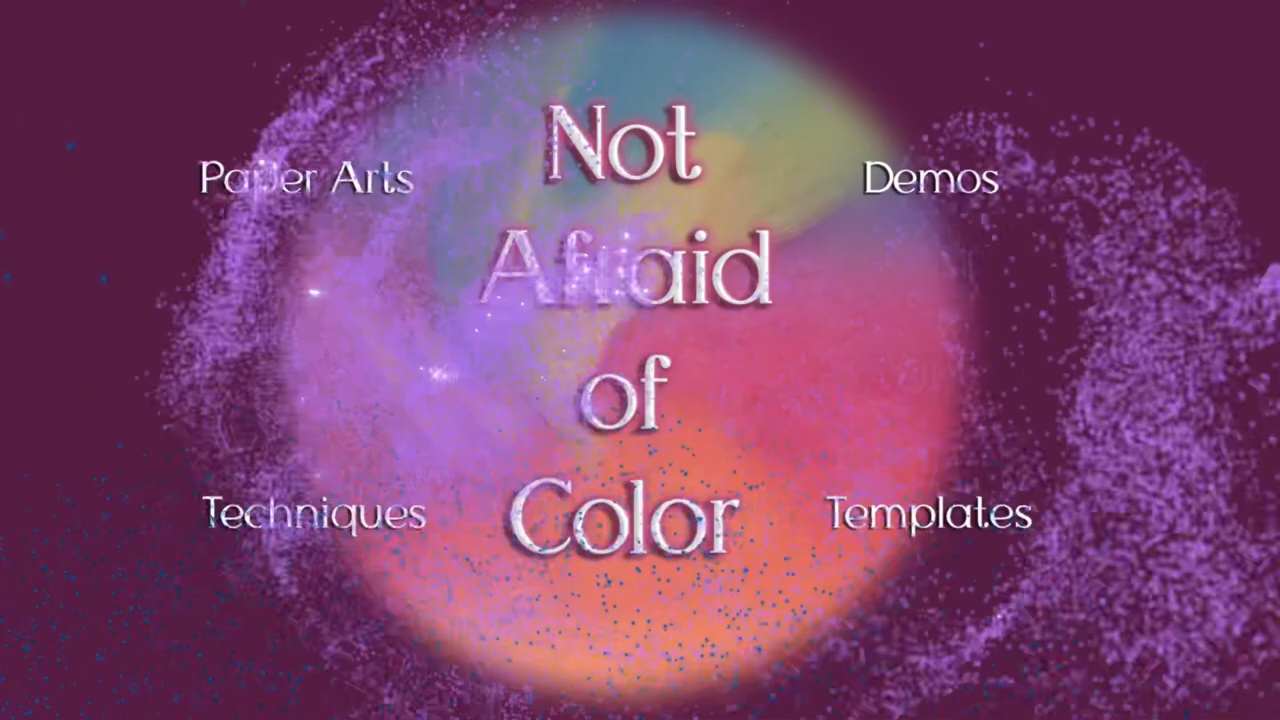 Not
Paper Arts
Demos
Afraid
of
Techniques
Color
Templates